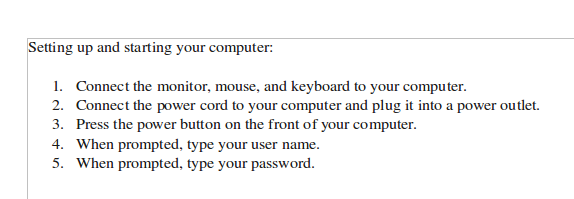 Setting up and starting your computer:
1. Connect the monitor, mouse, and keyboard to your computer.
2. Connect the power cord to your computer and plug it into a power outlet.
3. Press the power button on the front of your computer.
4. When prompted, type your user name.
5. When prompted, type your password.